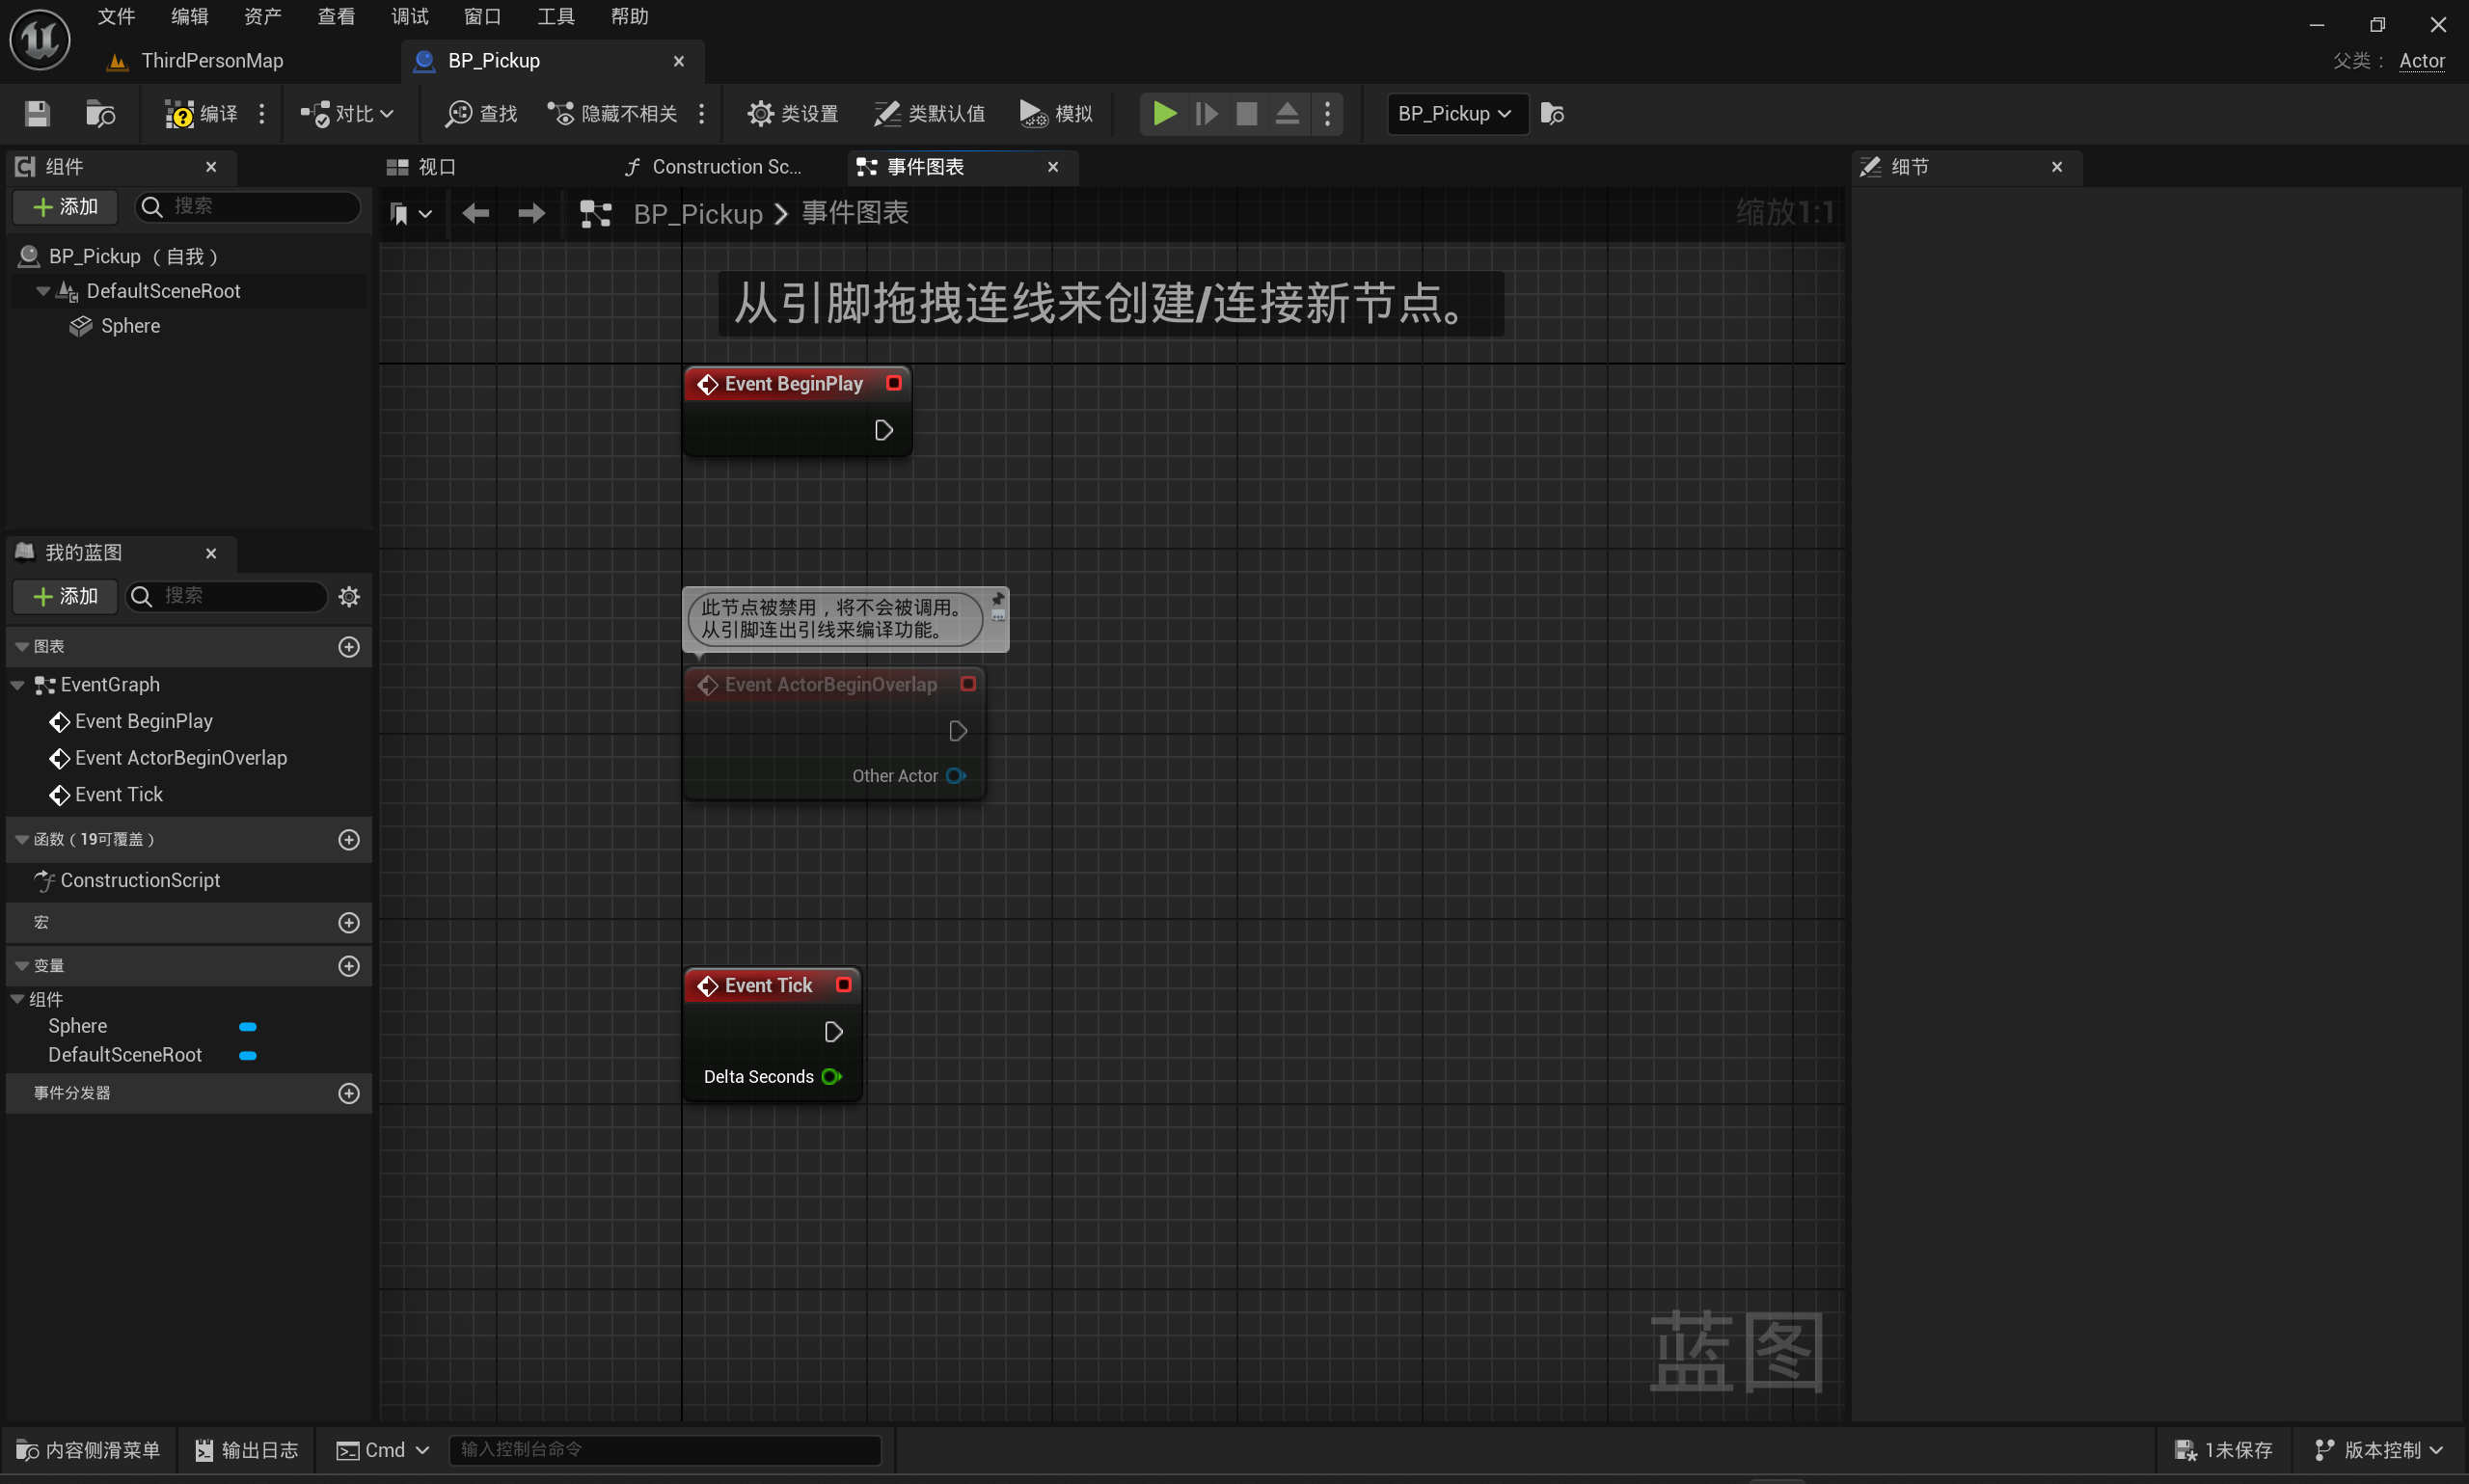 文件 编辑 资产 查看 调试 窗口 工具 帮助
ThirdPersonMap
BP_Pickup
父类： Actor
编译 对比 查找 隐藏不相关 类设置 类默认值 模拟 BP_Pickup
组件
添加 搜索
BP_Pickup （自我）
DefaultSceneRoot
Sphere
我的蓝图
添加 搜索
图表
EventGraph
Event BeginPlay
Event ActorBeginOverlap
Event Tick
函数（19可覆盖）
ConstructionScript
宏
变量
组件
Sphere
DefaultSceneRoot
事件分发器
视口 Construction Sc... 事件图表
BP_Pickup 事件图表 缩放1:1
从引脚拖拽连线来创建/连接新节点。
Event BeginPlay
此节点被禁用，将不会被调用。
从引脚连出引线来编译功能。
Event ActorBeginOverlap
Other Actor
Event Tick
Delta Seconds
蓝图
细节
内容侧滑菜单 输出日志 Cmd 输入控制台命令 1未保存 版本控制